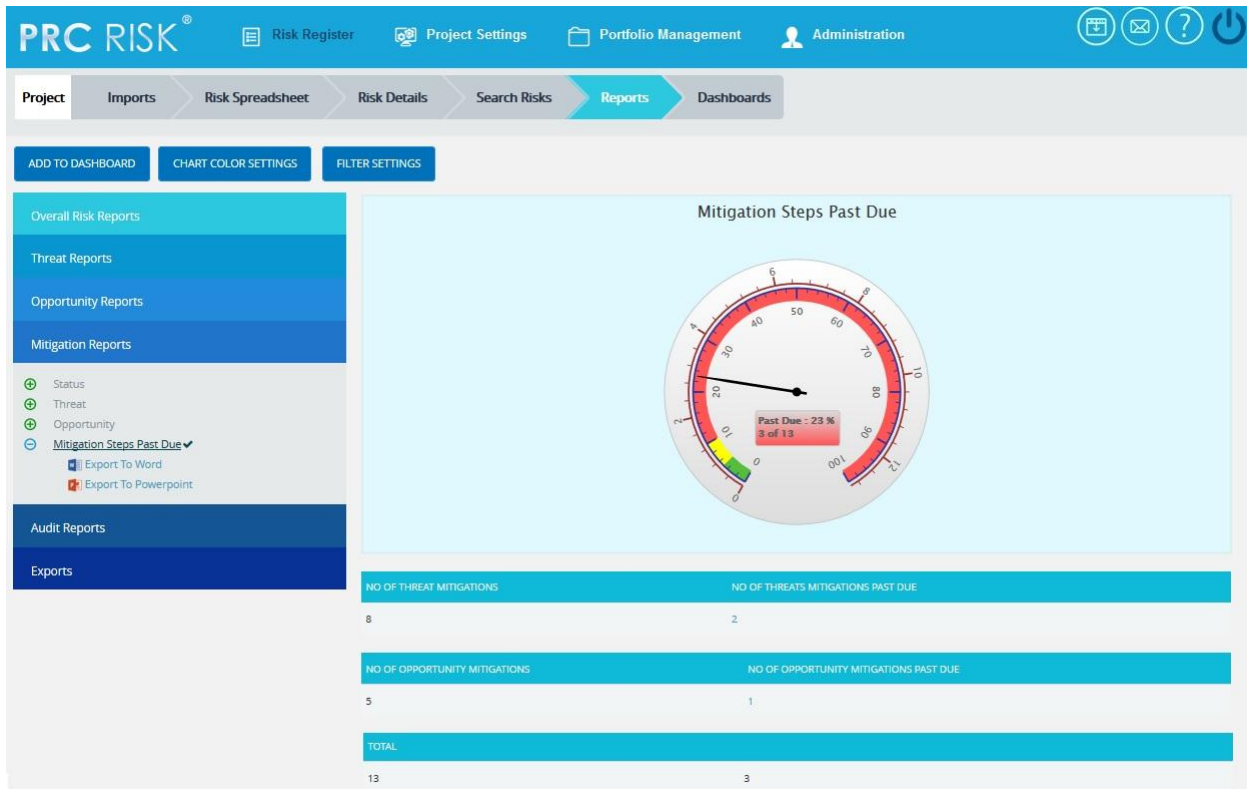 PRC RISK®
Risk Register
Project Settings
Portfolio Management
Administration
?
Project
Imports
Risk Spreadsheet
Risk Details
Search Risks
Reports
Dashboards
ADD TO DASHBOARD
CHART COLOR SETTINGS
FILTER SETTINGS
Overall Risk Reports
Threat Reports
Opportunity Reports
Mitigation Reports
Status
Threat
Opportunity
Mitigation Steps Past Due
Export To Word
Export To Powerpoint
Audit Reports
Exports
Mitigation Steps Past Due
0
2
4
6
8
10
12
0
10
20
30
40
50
60
70
80
90
100
Past Due : 23 %
3 of 13
NO OF THREAT MITIGATIONS
NO OF THREATS MITIGATIONS PAST DUE
8
2
NO OF OPPORTUNITY MITIGATIONS
NO OF OPPORTUNITY MITIGATIONS PAST DUE
5
1
TOTAL
13
3